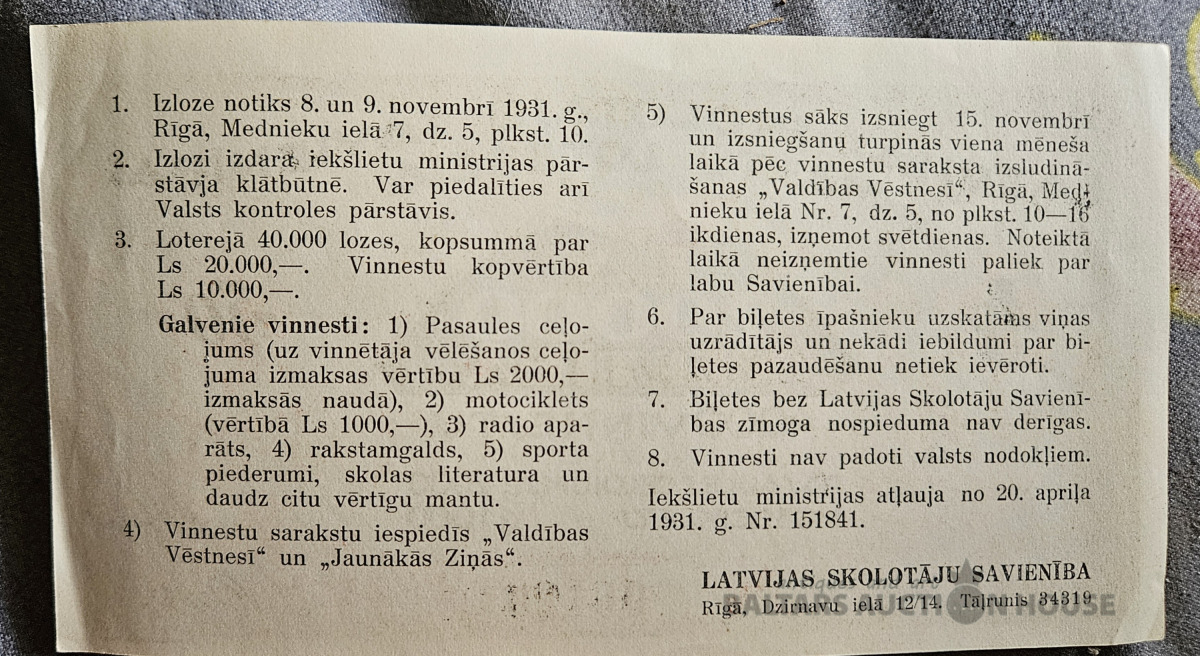 1. Izloze notiks 8. un 9. novembrī 1931. g.,
Rīgā, Mednieku ielā 7, dz. 5, plkst. 10.
2. Izlozi izdara iekšlietu ministrijas pār-
stāvja klātbūtnē. Var piedalīties arī
Valsts kontroles pārstāvis.
3. Loterejā 40.000 lozes, kopsummā par
Ls 20.000,—. Vinnestu kopvērtība
Ls 10.000,—.
Galvenie vinnesti: 1) Pasaules ceļo-
jums (uz vinnētāja vēlēšanos ceļo-
juma izmaksas vērtību Ls 2000,—
izmaksās naudā), 2) motociklets
(vērtībā Ls 1000,—), 3) radio apa-
rāts, 4) rakstamgalds, 5) sporta
piederumi, skolas literatura un
daudz citu vērtīgu mantu.
4) Vinnestu sarakstu iespiedīs „Valdības
Vēstnesī“ un „Jaunākās Ziņās“.
5) Vinnestus sāks izsniegt 15. novembrī
un izsniegšanu turpinās viena mēneša
laikā pēc vinnestu saraksta izsludinā-
šanas „Valdības Vēstnesī“, Rīgā, Med-
nieku ielā Nr. 7, dz. 5, no plkst. 10—16
ikdienas, izņemot svētdienas. Noteiktā
laikā neizņemtie vinnesti paliek par
labu Savienībai.
6. Par biļetes īpašnieku uzskatāms viņas
uzrādītājs un nekādi iebildumi par bi-
ļetes pazaudēšanu netiek ievēroti.
7. Biļetes bez Latvijas Skolotāju Savienī-
bas zīmoga nospieduma nav derīgas.
8. Vinnesti nav padoti valsts nodokļiem.
Iekšlietu ministrijas atļauja no 20. apriļa
1931. g. Nr. 151841.
LATVIJAS SKOLOTĀJU SAVIENĪBA
Rīgā, Dzirnavu ielā 12/14. Tāļrunis 34319
BALTARS AUCTION HOUSE